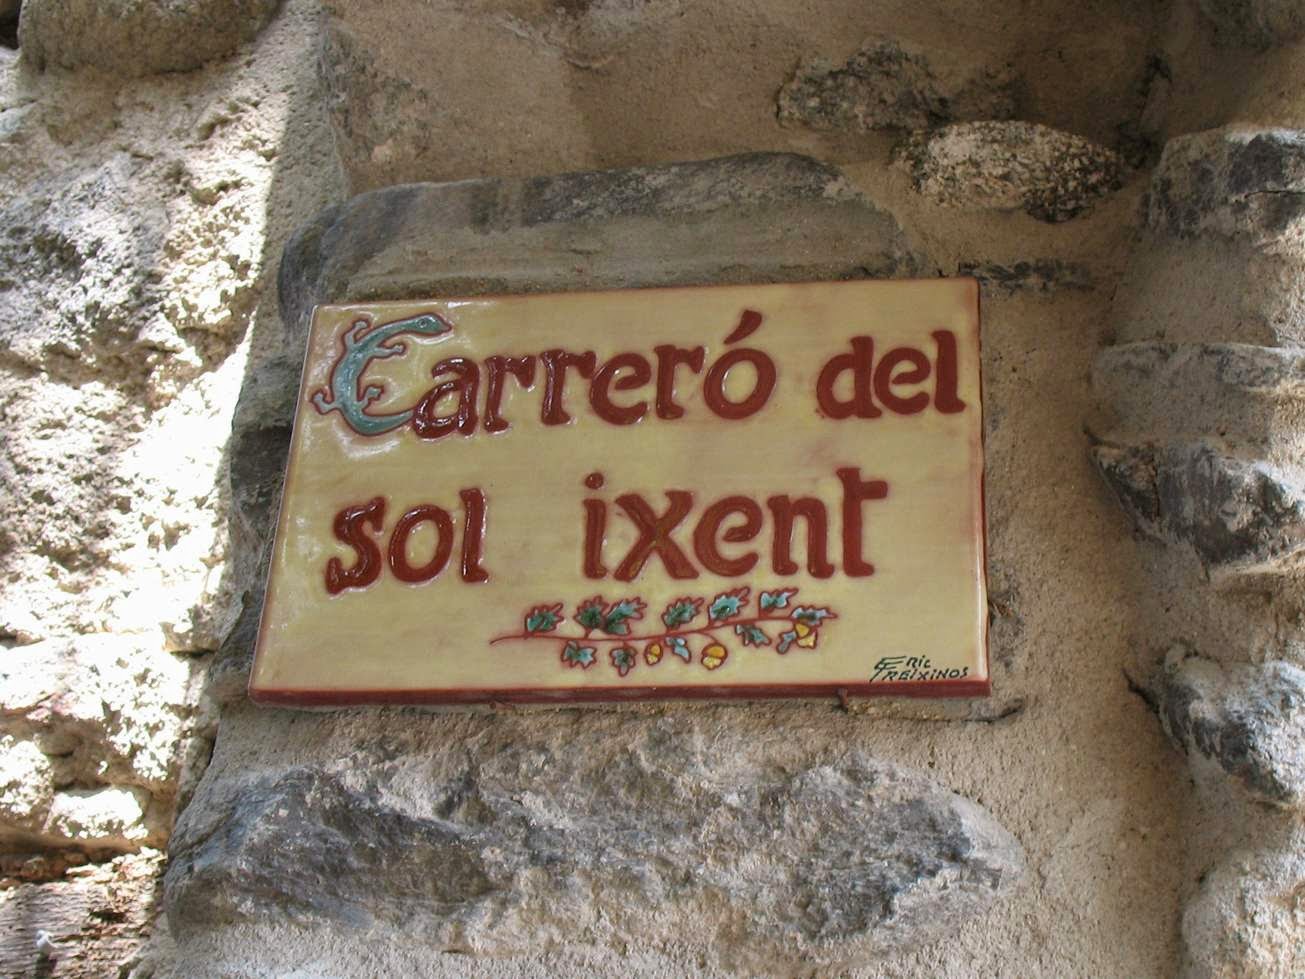 Carreró del
sol ixent
Eric
Freixinos